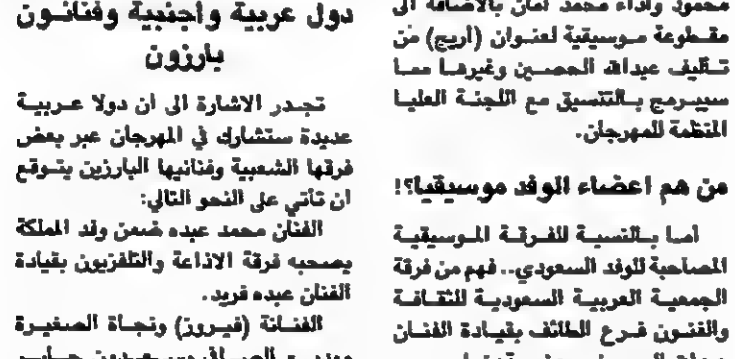 محمود واداء محمد امان بالاضافة الى
مقطوعة موسيقية لعنوان (اريج) من
تأليف عبدالله الحصين وغيرها مما
سيبرمج بالتنسيق مع اللجنة العليا
المنظمة للمهرجان.
من هم اعضاء الوفد موسيقيا؟!
اما بالنسبة للفرقة الموسيقية
المصاحبة للوفد السعودي.. فهم من فرقة
الجمعية العربية السعودية للثقافة
والفنون فرع الطائف بقيادة الفنان
دول عربية واجنبية وفنانون
بارزون
تجدر الاشارة الى ان دولا عربية
عديدة ستشارك في المهرجان عبر بعض
فرقها الشعبية وفنانيها البارزين يتوقع
ان تأتي على النحو التالي:
الفنان محمد عبده ضمن وفد المملكة
يصحبه فرقة الاذاعة والتلفزيون بقيادة
الفنان عبده فريد.
الفنانة (فيروز) ونجاة الصغيرة